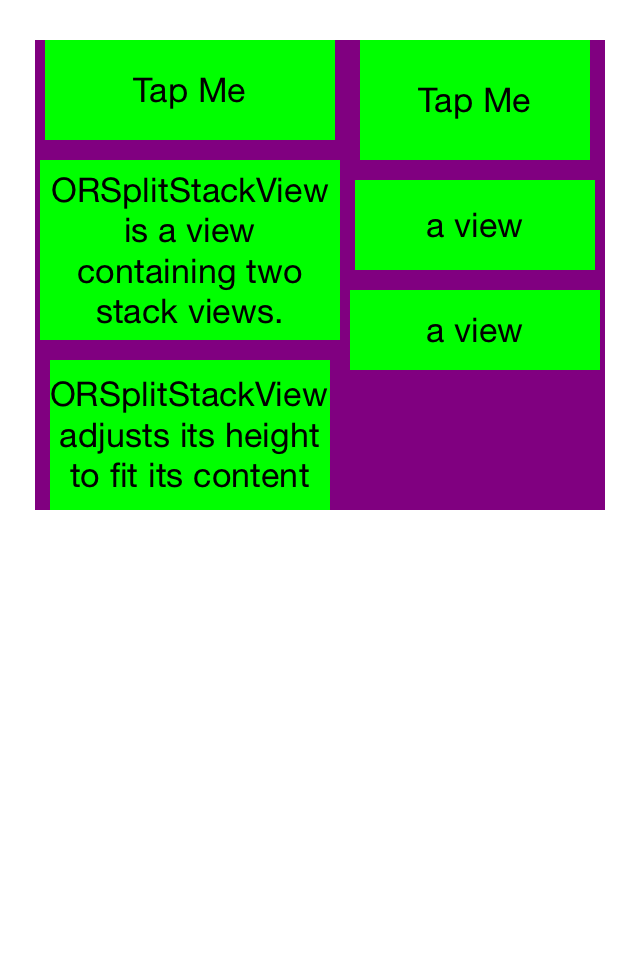 Tap Me
ORSplitStackView
is a view
containing two
stack views.
ORSplitStackView
adjusts its height
to fit its content
Tap Me
a view
a view